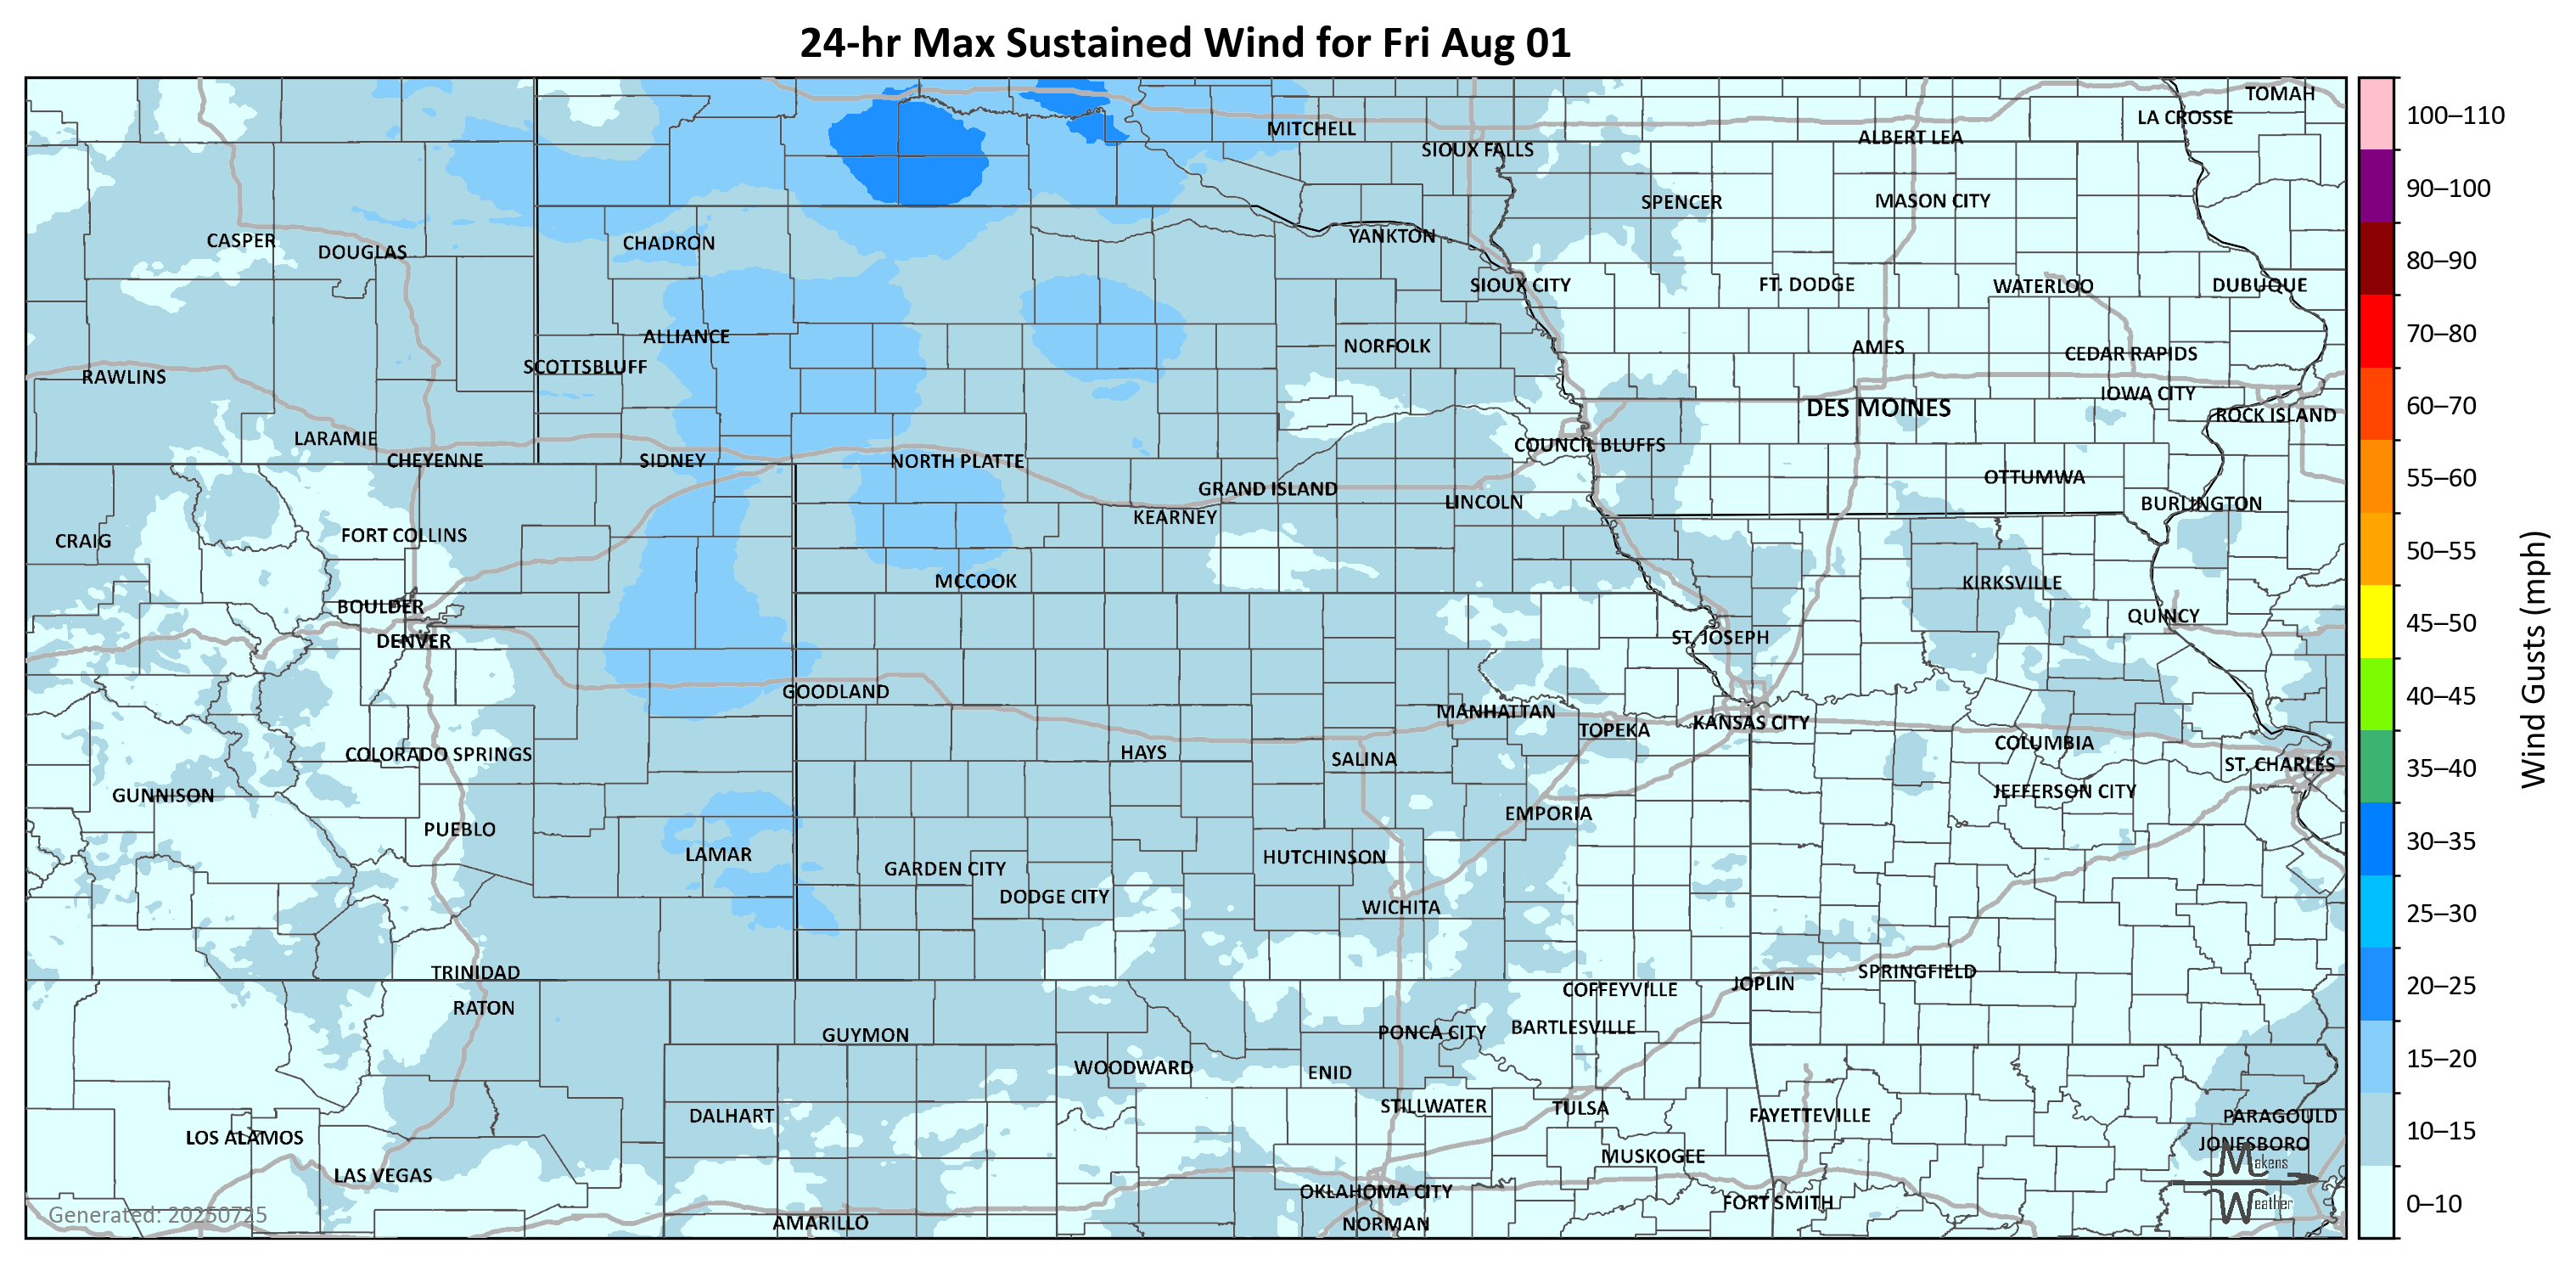 24-hr Max Sustained Wind for Fri Aug 01
TOMAH
LA CROSSE
MITCHELL
ALBERT LEA
SIOUX FALLS
SPENCER
MASON CITY
CASPER
DOUGLAS
CHADRON
YANKTON
SIOUX CITY
FT. DODGE
WATERLOO
DUBUQUE
ALLIANCE
NORFOLK
AMES
CEDAR RAPIDS
SCOTTSBLUFF
RAWLINS
IOWA CITY
DES MOINES
ROCK ISLAND
LARAMIE
COUNCIL BLUFFS
CHEYENNE
SIDNEY
NORTH PLATTE
OTTUMWA
GRAND ISLAND
LINCOLN
BURLINGTON
KEARNEY
FORT COLLINS
CRAIG
MCCOOK
KIRKSVILLE
BOULDER
QUINCY
DENVER
ST. JOSEPH
GOODLAND
MANHATTAN
KANSAS CITY
TOPEKA
COLUMBIA
COLORADO SPRINGS
HAYS
SALINA
ST. CHARLES
GUNNISON
JEFFERSON CITY
EMPORIA
PUEBLO
LAMAR
HUTCHINSON
GARDEN CITY
DODGE CITY
WICHITA
TRINIDAD
SPRINGFIELD
JOPLIN
COFFEYVILLE
RATON
BARTLESVILLE
PONCA CITY
GUYMON
WOODWARD
ENID
STILLWATER
TULSA
DALHART
FAYETTEVILLE
PARAGOULD
LOS ALAMOS
JONESBORO
MUSKOGEE
LAS VEGAS
OKLAHOMA CITY
FORT SMITH
AMARILLO
NORMAN
Generated: 20250725
Makens
Weather
100–110
90–100
80–90
70–80
60–70
55–60
50–55
45–50
40–45
35–40
30–35
25–30
20–25
15–20
10–15
0–10
Wind Gusts (mph)